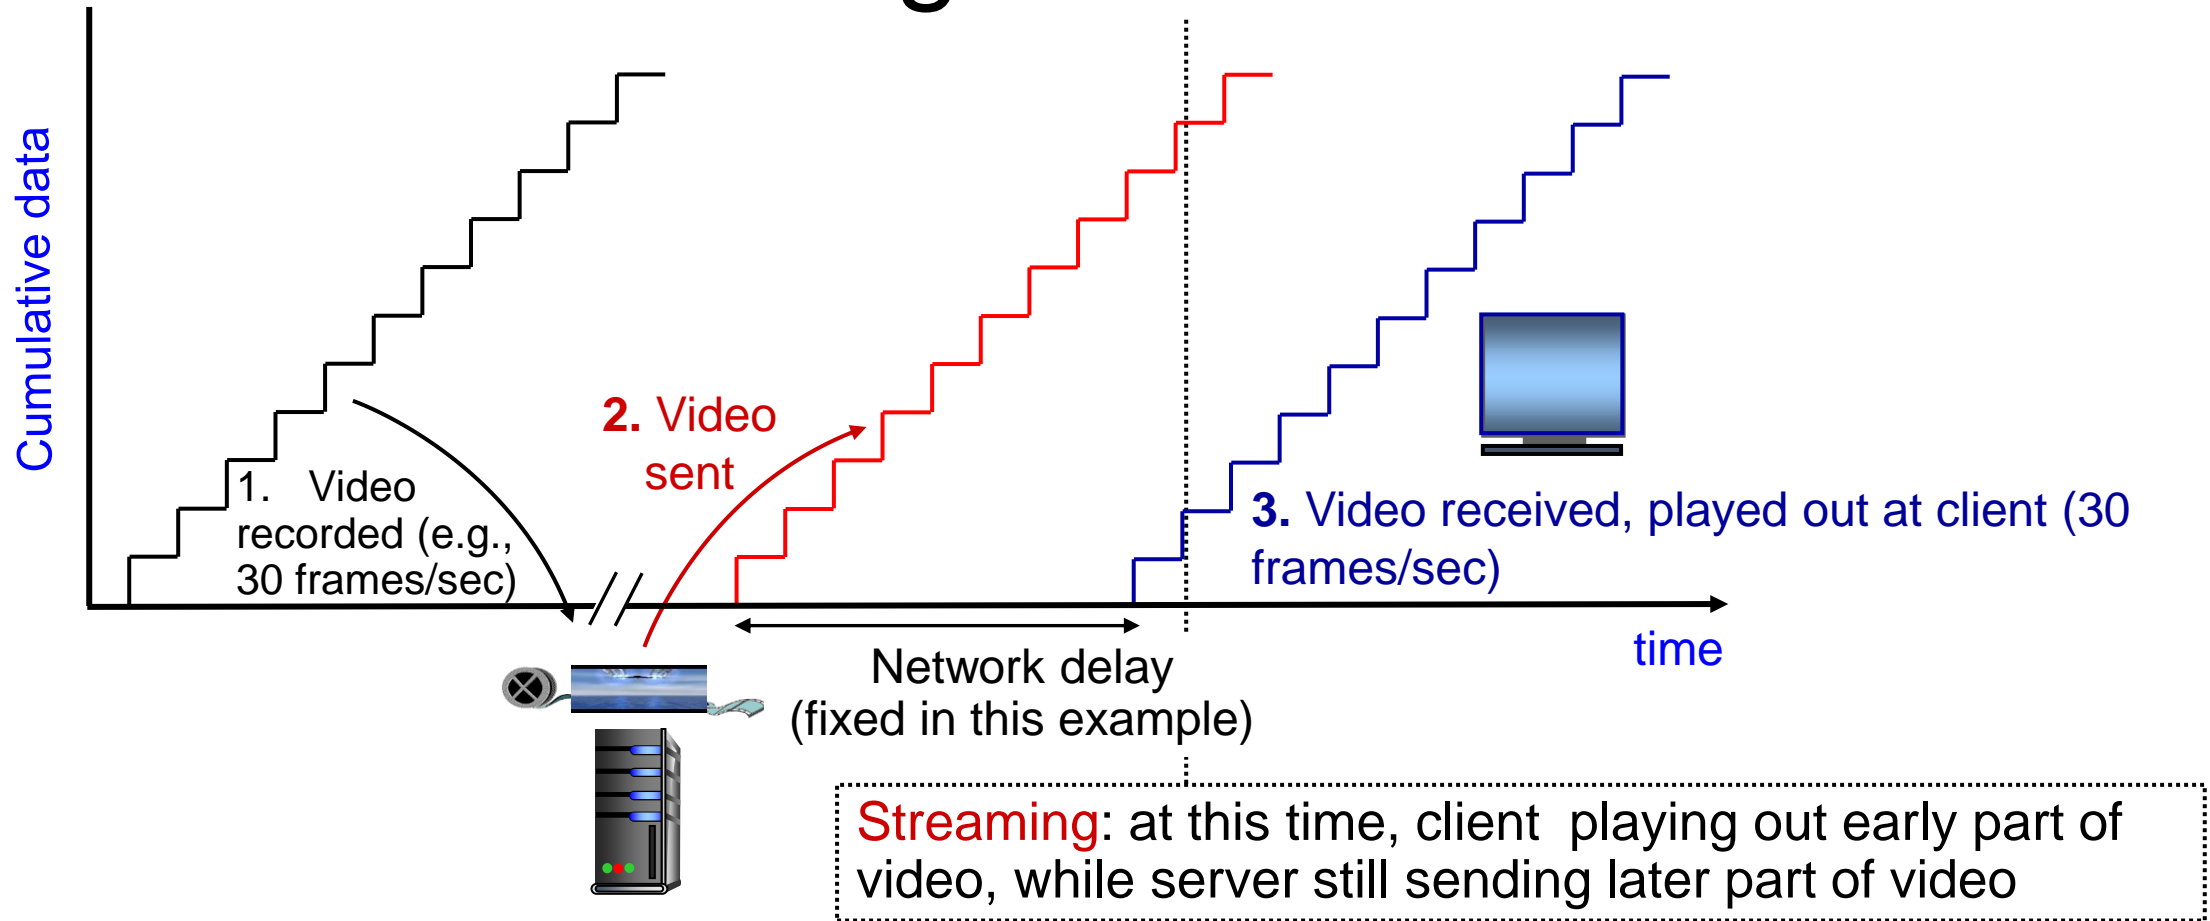 g
Cumulative data
1. Video
recorded (e.g.,
30 frames/sec)
2. Video
sent
3. Video received, played out at client (30
frames/sec)
time
Network delay
(fixed in this example)
Streaming: at this time, client playing out early part of
video, while server still sending later part of video